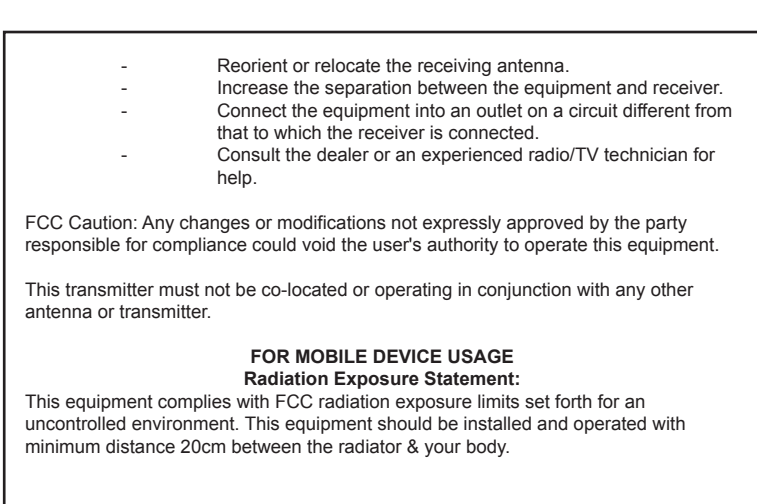 - Reorient or relocate the receiving antenna.
- Increase the separation between the equipment and receiver.
- Connect the equipment into an outlet on a circuit different from
that to which the receiver is connected.
- Consult the dealer or an experienced radio/TV technician for
help.
FCC Caution: Any changes or modifications not expressly approved by the party
responsible for compliance could void the user's authority to operate this equipment.
This transmitter must not be co-located or operating in conjunction with any other
antenna or transmitter.
FOR MOBILE DEVICE USAGE
Radiation Exposure Statement:
This equipment complies with FCC radiation exposure limits set forth for an
uncontrolled environment. This equipment should be installed and operated with
minimum distance 20cm between the radiator & your body.